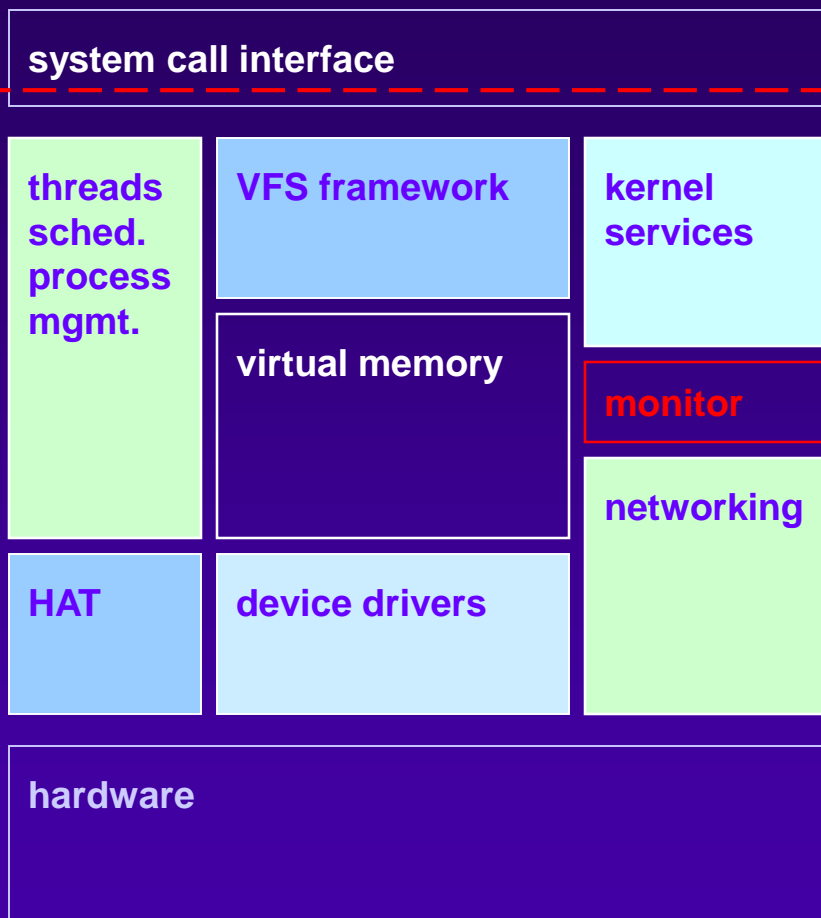 system call interface
threads
sched.
process
mgmt.
VFS framework
kernel
services
virtual memory
monitor
networking
HAT
device drivers
hardware